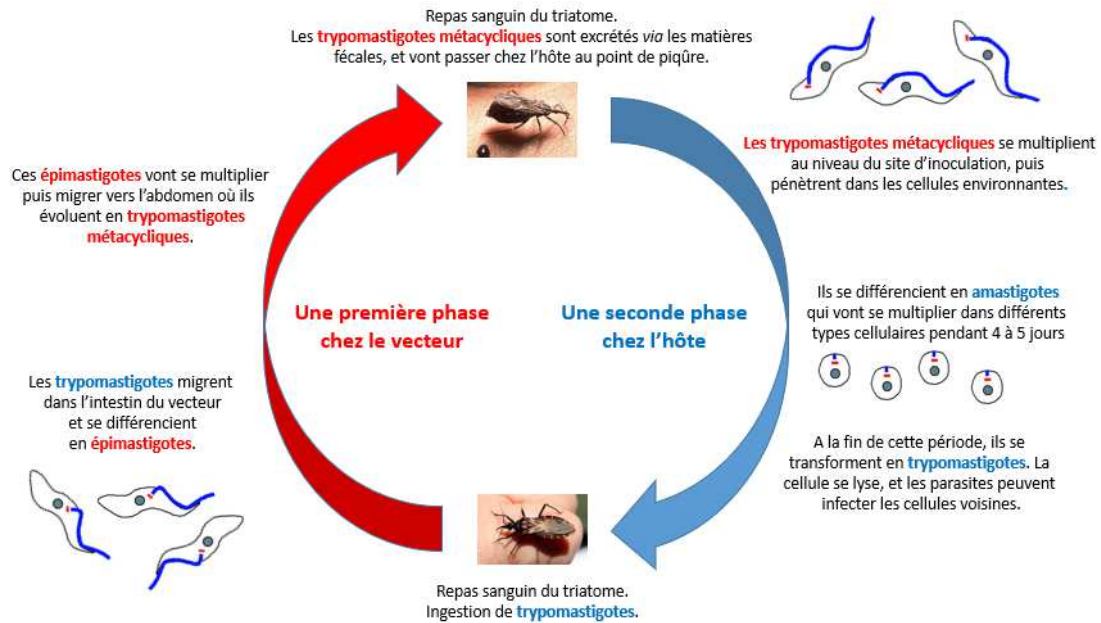 Repas sanguin du triatome.
Les trypomastigotes métacycliques sont excrétés via les matières
fécales, et vont passer chez l'hôte au point de piqûre.
Les trypomastigotes métacycliques se multiplient
au niveau du site d'inoculation, puis
pénètrent dans les cellules environnantes.
Ils se différencient en amastigotes
qui vont se multiplier dans différents
types cellulaires pendant 4 à 5 jours
A la fin de cette période, ils se
transforment en trypomastigotes. La
cellule se lyse, et les parasites peuvent
infecter les cellules voisines.
Repas sanguin du triatome.
Ingestion de trypomastigotes.
Les trypomastigotes migrent
dans l'intestin du vecteur
et se différencient
en épimastigotes.
Ces épimastigotes vont se multiplier
puis migrer vers l'abdomen où ils
évoluent en trypomastigotes
métacycliques.
Une première phase
chez le vecteur
Une seconde phase
chez l'hôte